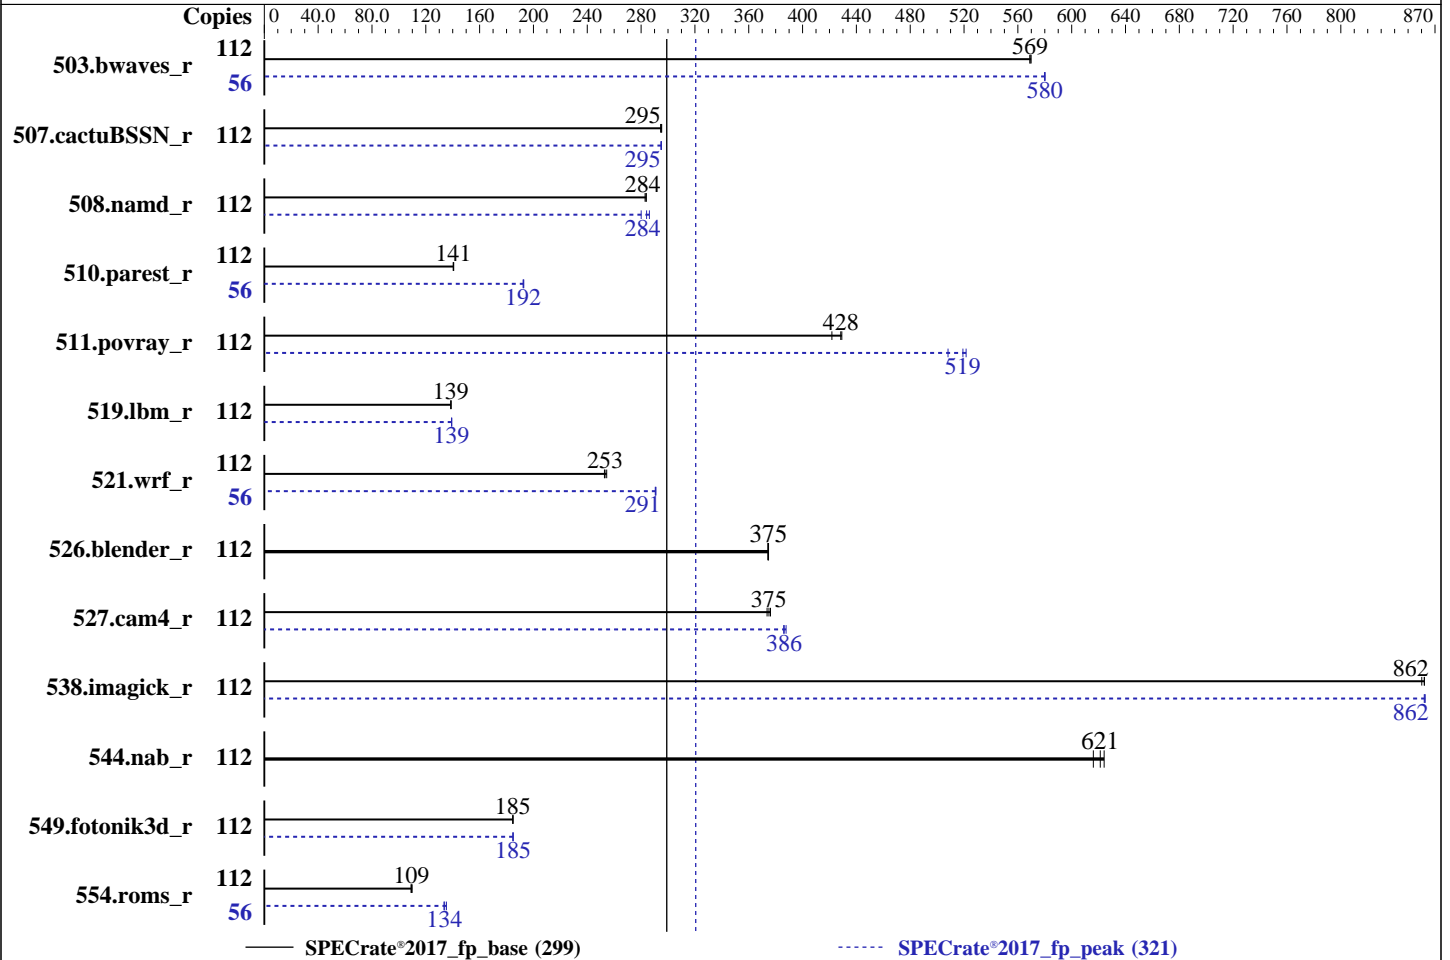 Copies 0 40.0 80.0 120 160 200 240 280 320 360 400 440 480 520 560 600 640 680 720 760 800 870
503.bwaves_r 112 569
56 580
507.cactuBSSN_r 112 295
295
508.namd_r 112 284
284
510.parest_r 112 141
56 192
511.povray_r 112 428
519
519.lbm_r 112 139
139
521.wrf_r 112 253
56 291
526.blender_r 112 375
527.cam4_r 112 375
386
538.imagick_r 112 862
862
544.nab_r 112 621
549.fotonik3d_r 112 185
185
554.roms_r 112 109
56 134
SPECrate®2017_fp_base (299) SPECrate®2017_fp_peak (321)